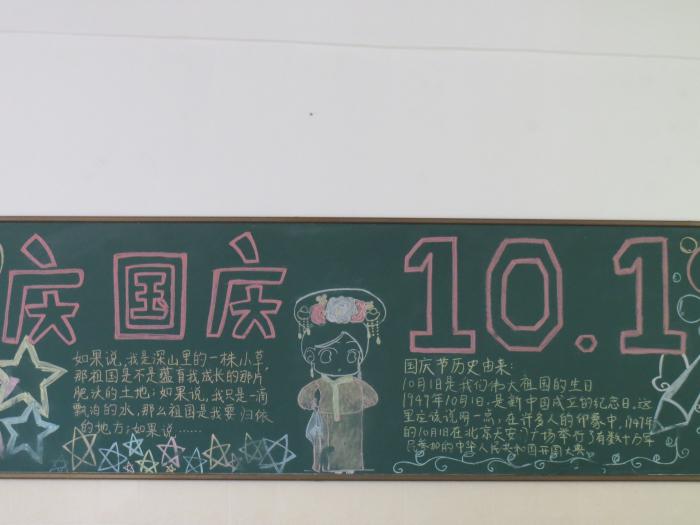 庆国庆
10.1
如果说,我是深山里的一株小草,
那祖国是不是蕴育我成长的那片
肥沃的土地;如果说,我只是一滴
飘泊的水,那么祖国是我要归依
的地方;如果说……
国庆节历史由来:
10月1日是我们伟大祖国的生日
1949年10月1日.是新中国成立的纪念日.这
里应该说明一点,在许多人的印象中,1949年
的10月1日在北京天安门广场举行了有数十万军
民参加的中华人民共和国开国大典